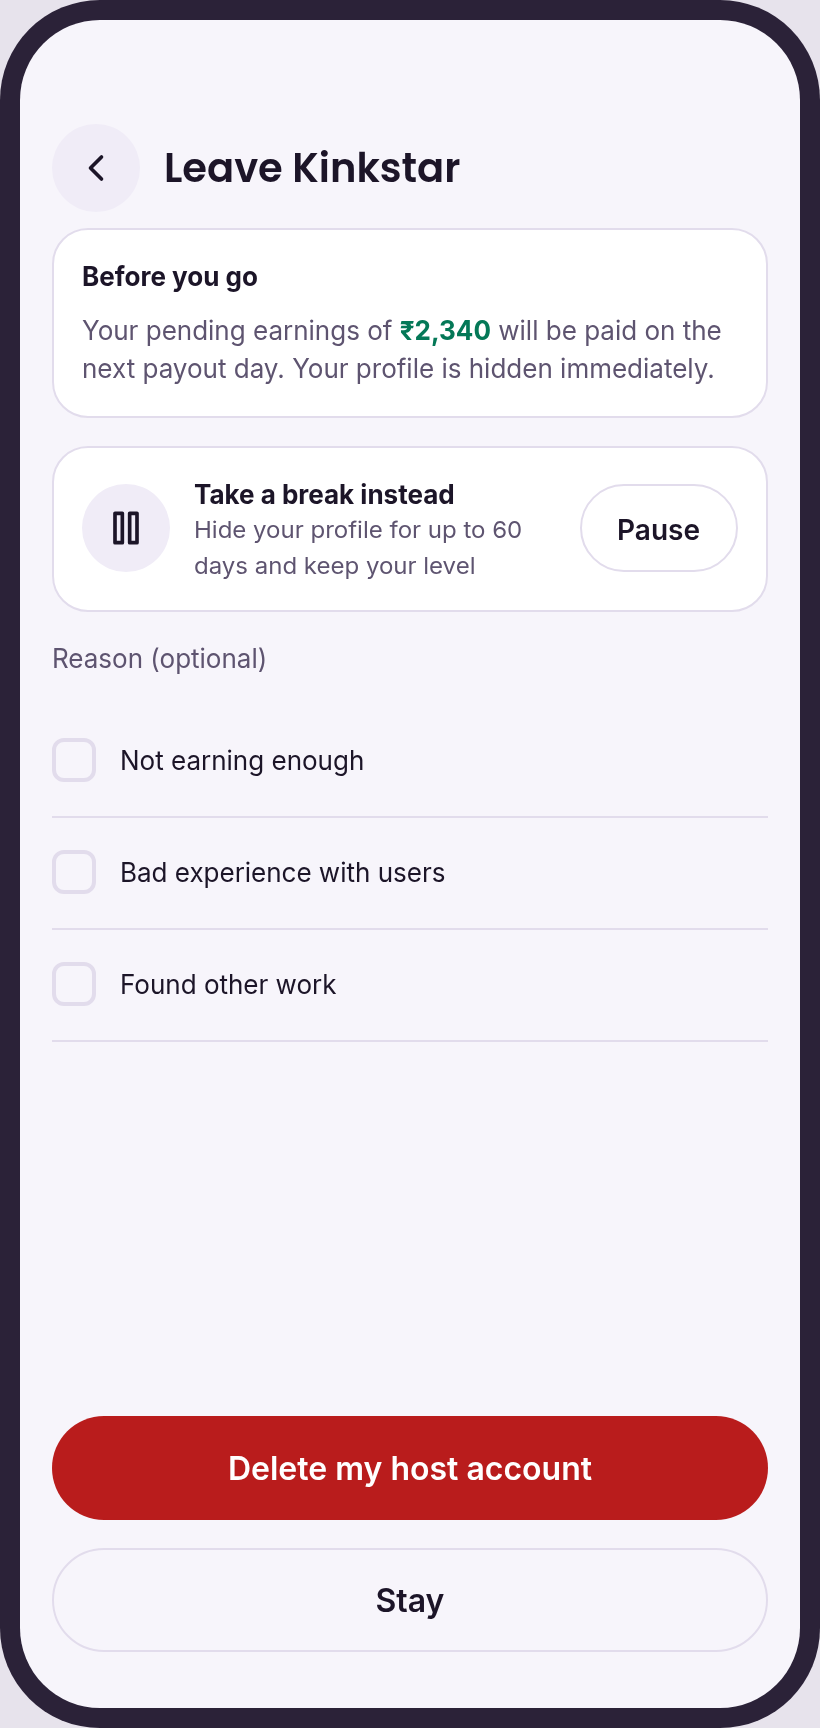 Leave Kinkstar
Before you go
Your pending earnings of ₹2,340 will be paid on the
next payout day. Your profile is hidden immediately.
Take a break instead
Hide your profile for up to 60
days and keep your level
Pause
Reason (optional)
Not earning enough
Bad experience with users
Found other work
Delete my host account
Stay